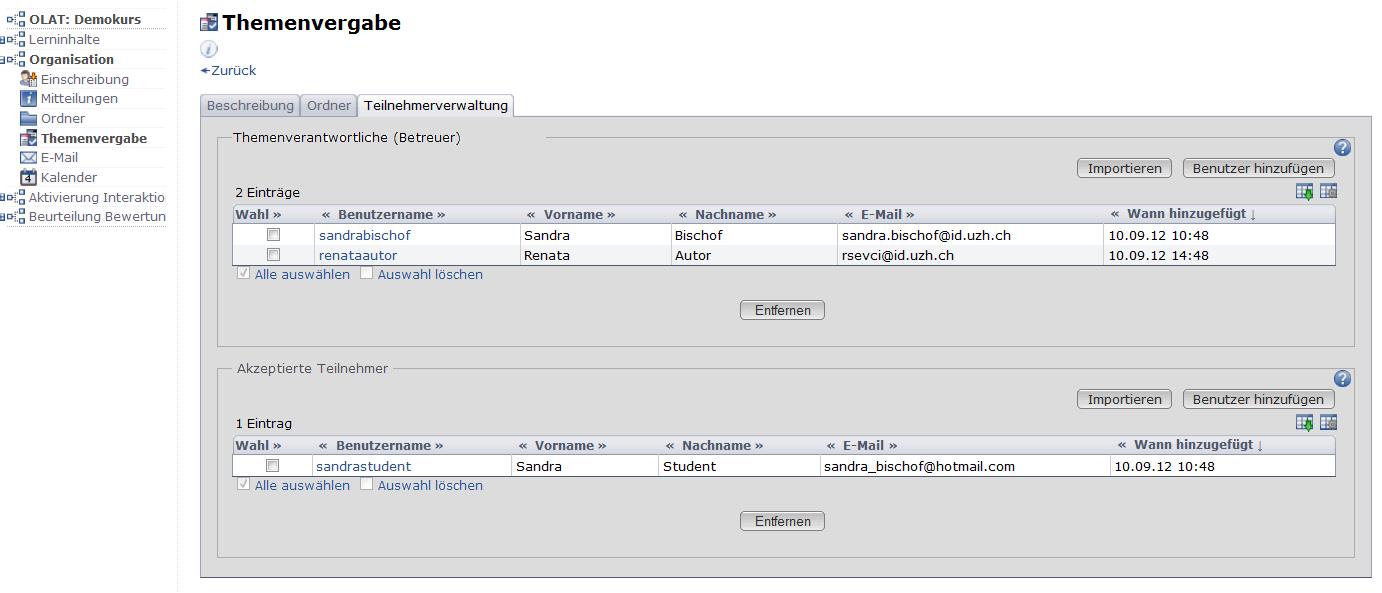 OLAT: Demokurs
Lerninhalte
Organisation
Einschreibung
Mitteilungen
Ordner
Themenvergabe
E-Mail
4 Kalender
Aktivierung Interaktio
Beurteilung Bewertun
Themenvergabe
i
Zurück
Beschreibung Ordner Teilnehmerverwaltung
Themenverantwortliche (Betreuer)
?
Importieren Benutzer hinzufügen
2 Einträge
Wahl » « Benutzername » « Vorname » « Nachname » « E-Mail » « Wann hinzugefügt ↓
sandrabischof Sandra Bischof sandra.bischof@id.uzh.ch 10.09.12 10:48
renataautor Renata Autor rsevci@id.uzh.ch 10.09.12 14:48
Alle auswählen Auswahl löschen
Entfernen
Akzeptierte Teilnehmer
?
Importieren Benutzer hinzufügen
1 Eintrag
Wahl » « Benutzername » « Vorname » « Nachname » « E-Mail » « Wann hinzugefügt ↓
sandrastudent Sandra Student sandra_bischof@hotmail.com 10.09.12 10:48
Alle auswählen Auswahl löschen
Entfernen